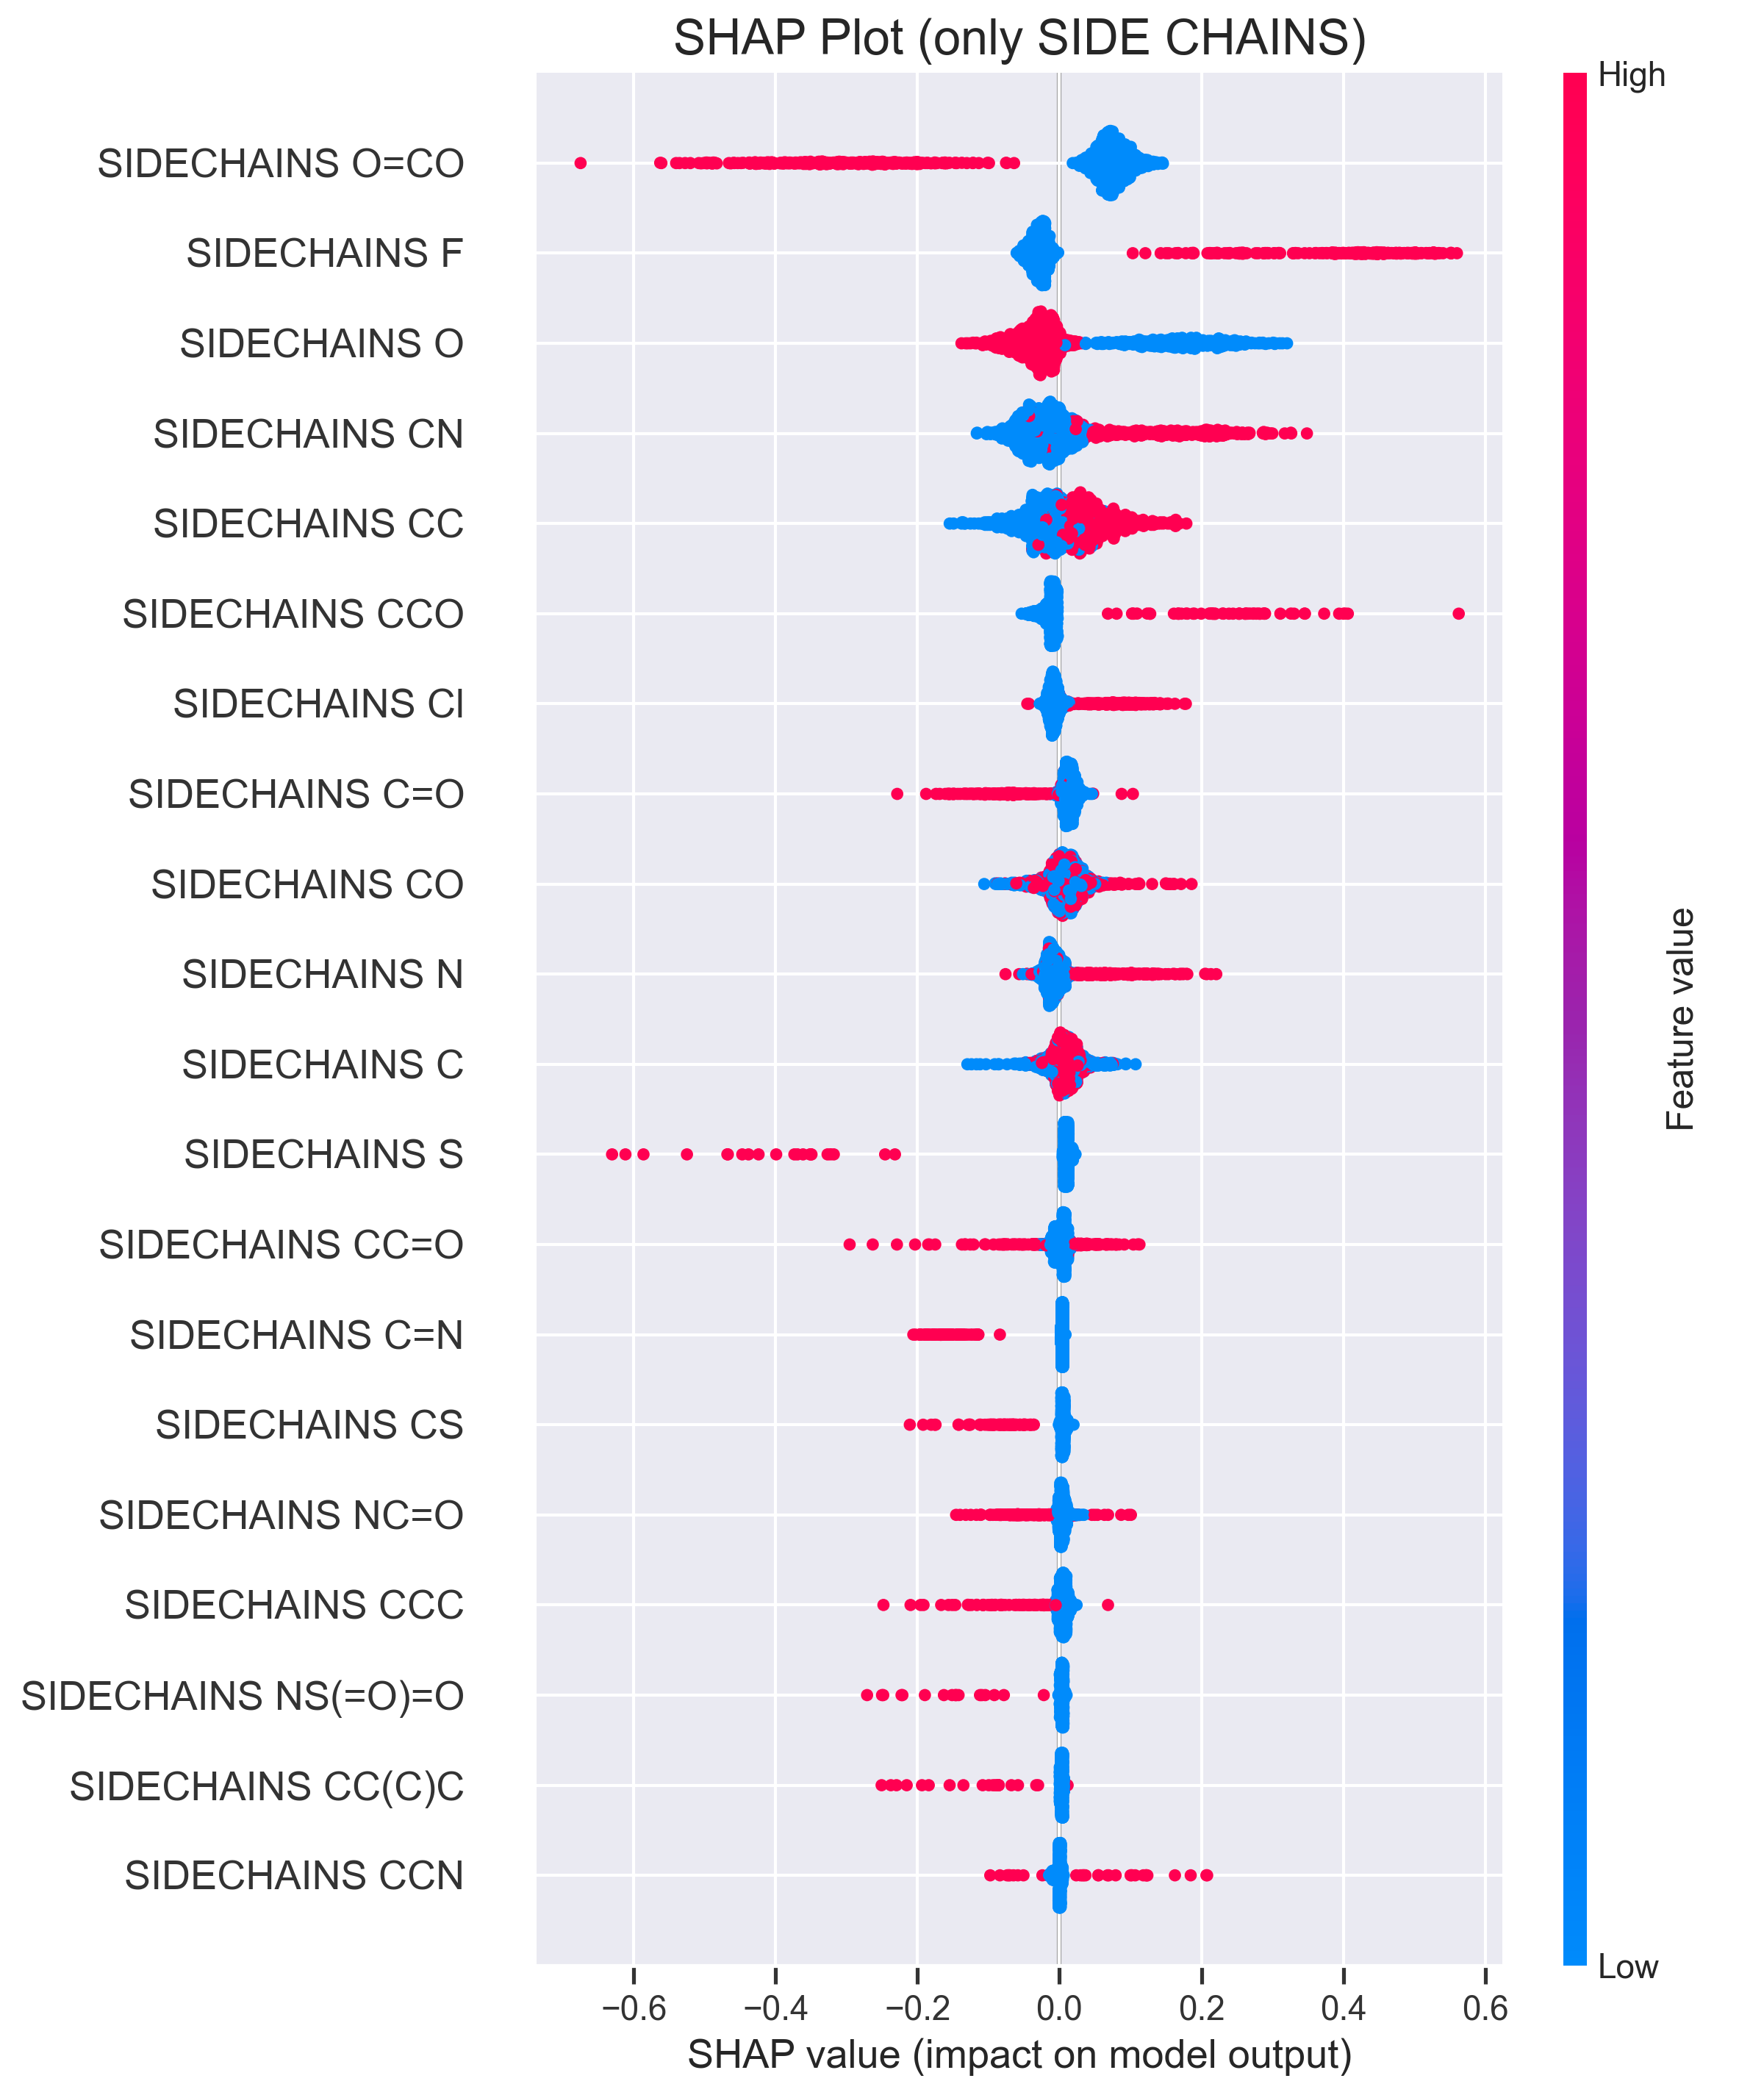 SHAP Plot (only SIDE CHAINS)
High
SIDECHAINS O=CO
SIDECHAINS F
SIDECHAINS O
SIDECHAINS CN
SIDECHAINS CC
SIDECHAINS CCO
SIDECHAINS Cl
SIDECHAINS C=O
SIDECHAINS CO
SIDECHAINS N
SIDECHAINS C
SIDECHAINS S
SIDECHAINS CC=O
SIDECHAINS C=N
SIDECHAINS CS
SIDECHAINS NC=O
SIDECHAINS CCC
SIDECHAINS NS(=O)=O
SIDECHAINS CC(C)C
SIDECHAINS CCN
Feature value
Low
−0.6 −0.4 −0.2 0.0 0.2 0.4 0.6
SHAP value (impact on model output)